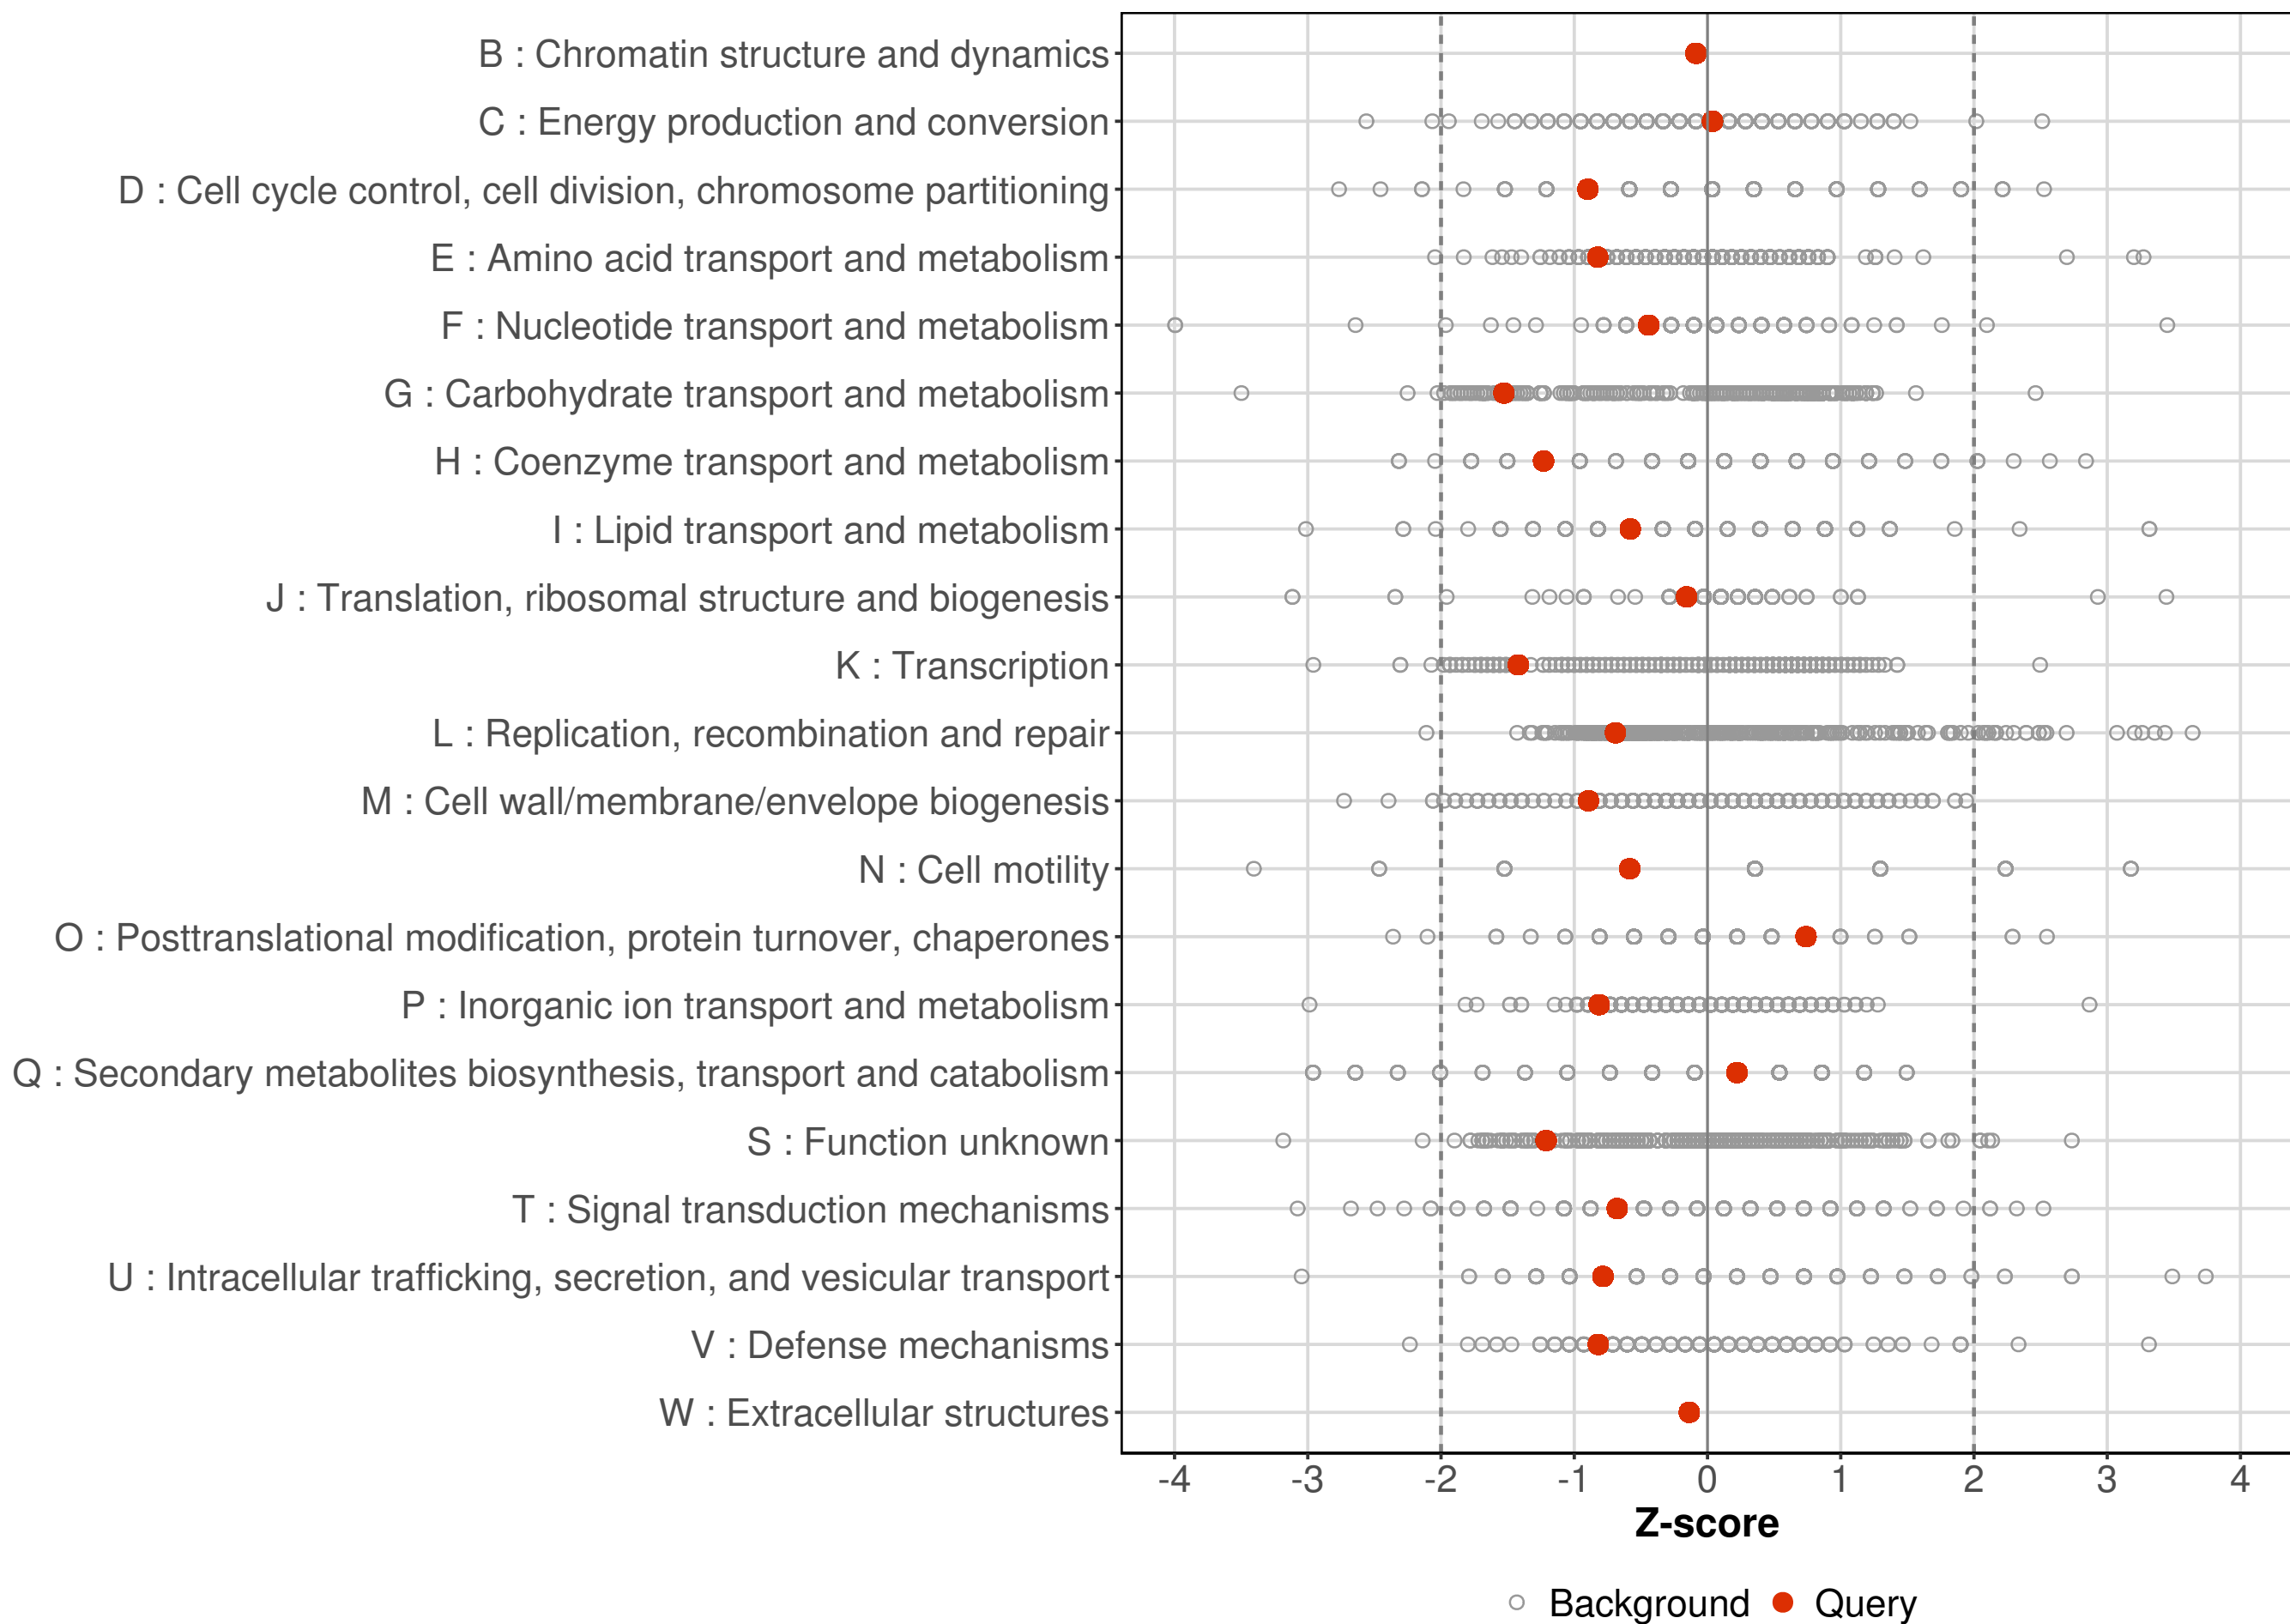 B : Chromatin structure and dynamics
C : Energy production and conversion
D : Cell cycle control, cell division, chromosome partitioning
E : Amino acid transport and metabolism
F : Nucleotide transport and metabolism
G : Carbohydrate transport and metabolism
H : Coenzyme transport and metabolism
I : Lipid transport and metabolism
J : Translation, ribosomal structure and biogenesis
K : Transcription
L : Replication, recombination and repair
M : Cell wall/membrane/envelope biogenesis
N : Cell motility
O : Posttranslational modification, protein turnover, chaperones
P : Inorganic ion transport and metabolism
Q : Secondary metabolites biosynthesis, transport and catabolism
S : Function unknown
T : Signal transduction mechanisms
U : Intracellular trafficking, secretion, and vesicular transport
V : Defense mechanisms
W : Extracellular structures
-4 -3 -2 -1 0 1 2 3 4
Z-score
Background Query